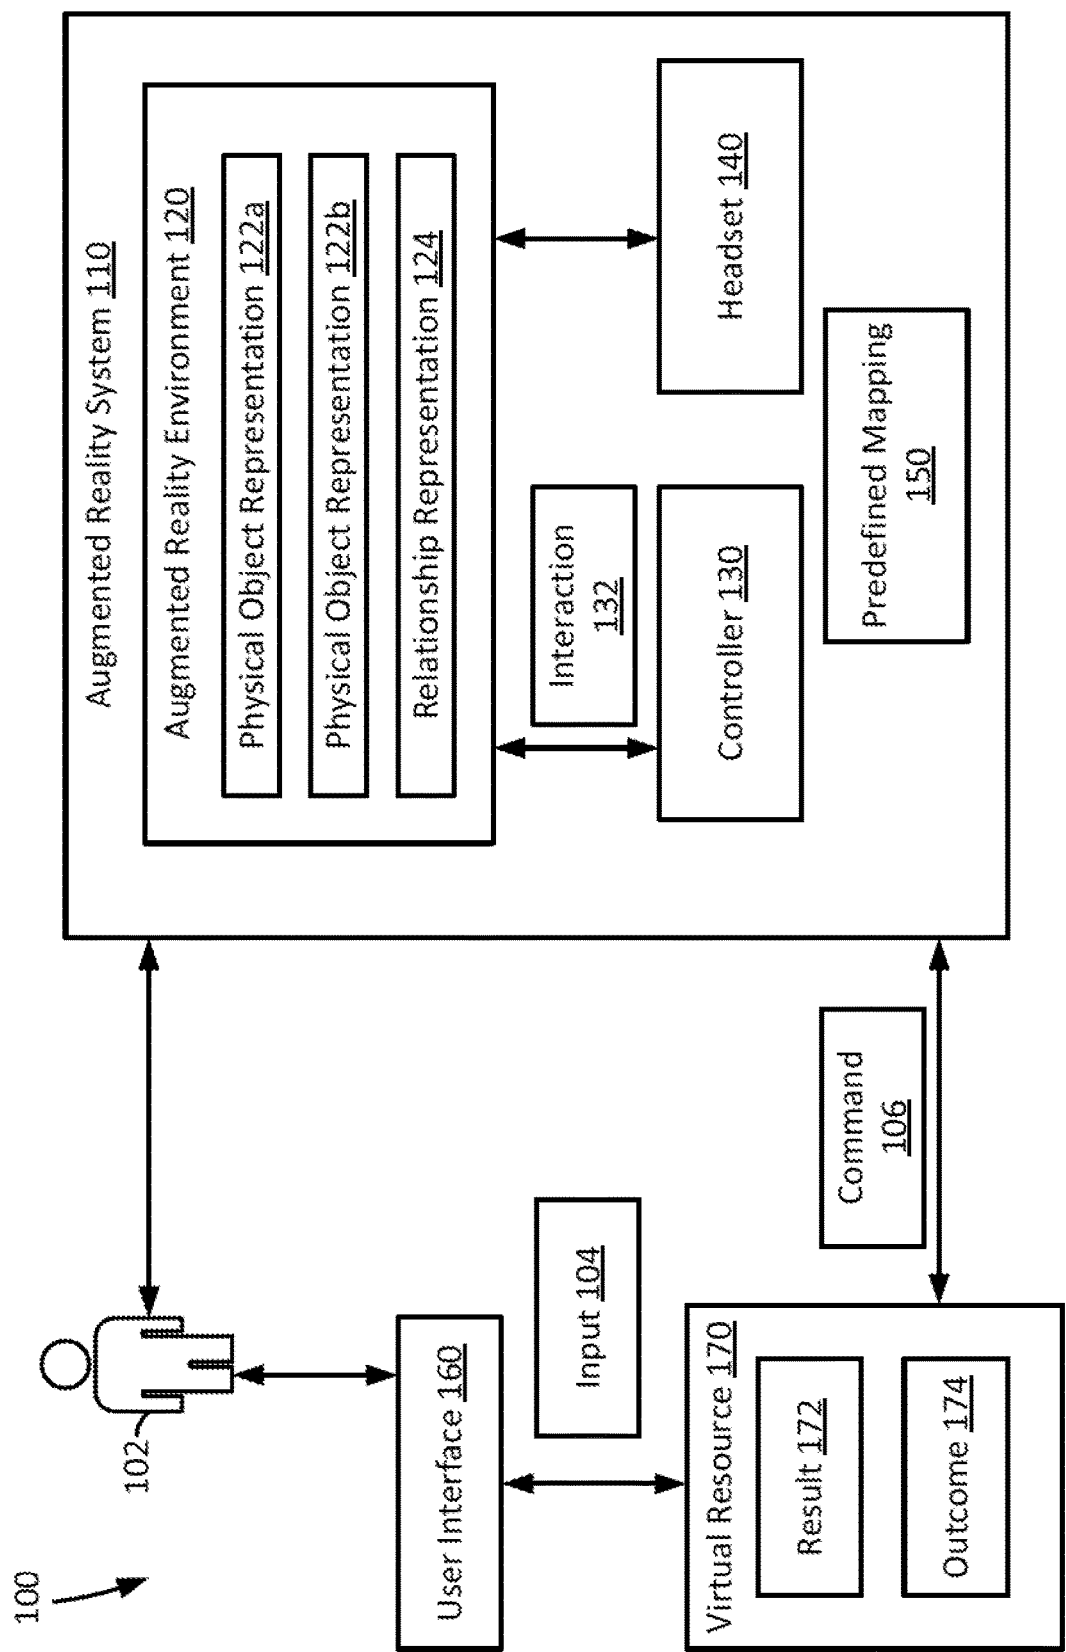 100
102
User Interface 160
Input 104
Virtual Resource 170
Result 172
Outcome 174
Command
106
Augmented Reality System 110
Augmented Reality Environment 120
Physical Object Representation 122a
Physical Object Representation 122b
Relationship Representation 124
Interaction
132
Controller 130
Headset 140
Predefined Mapping
150